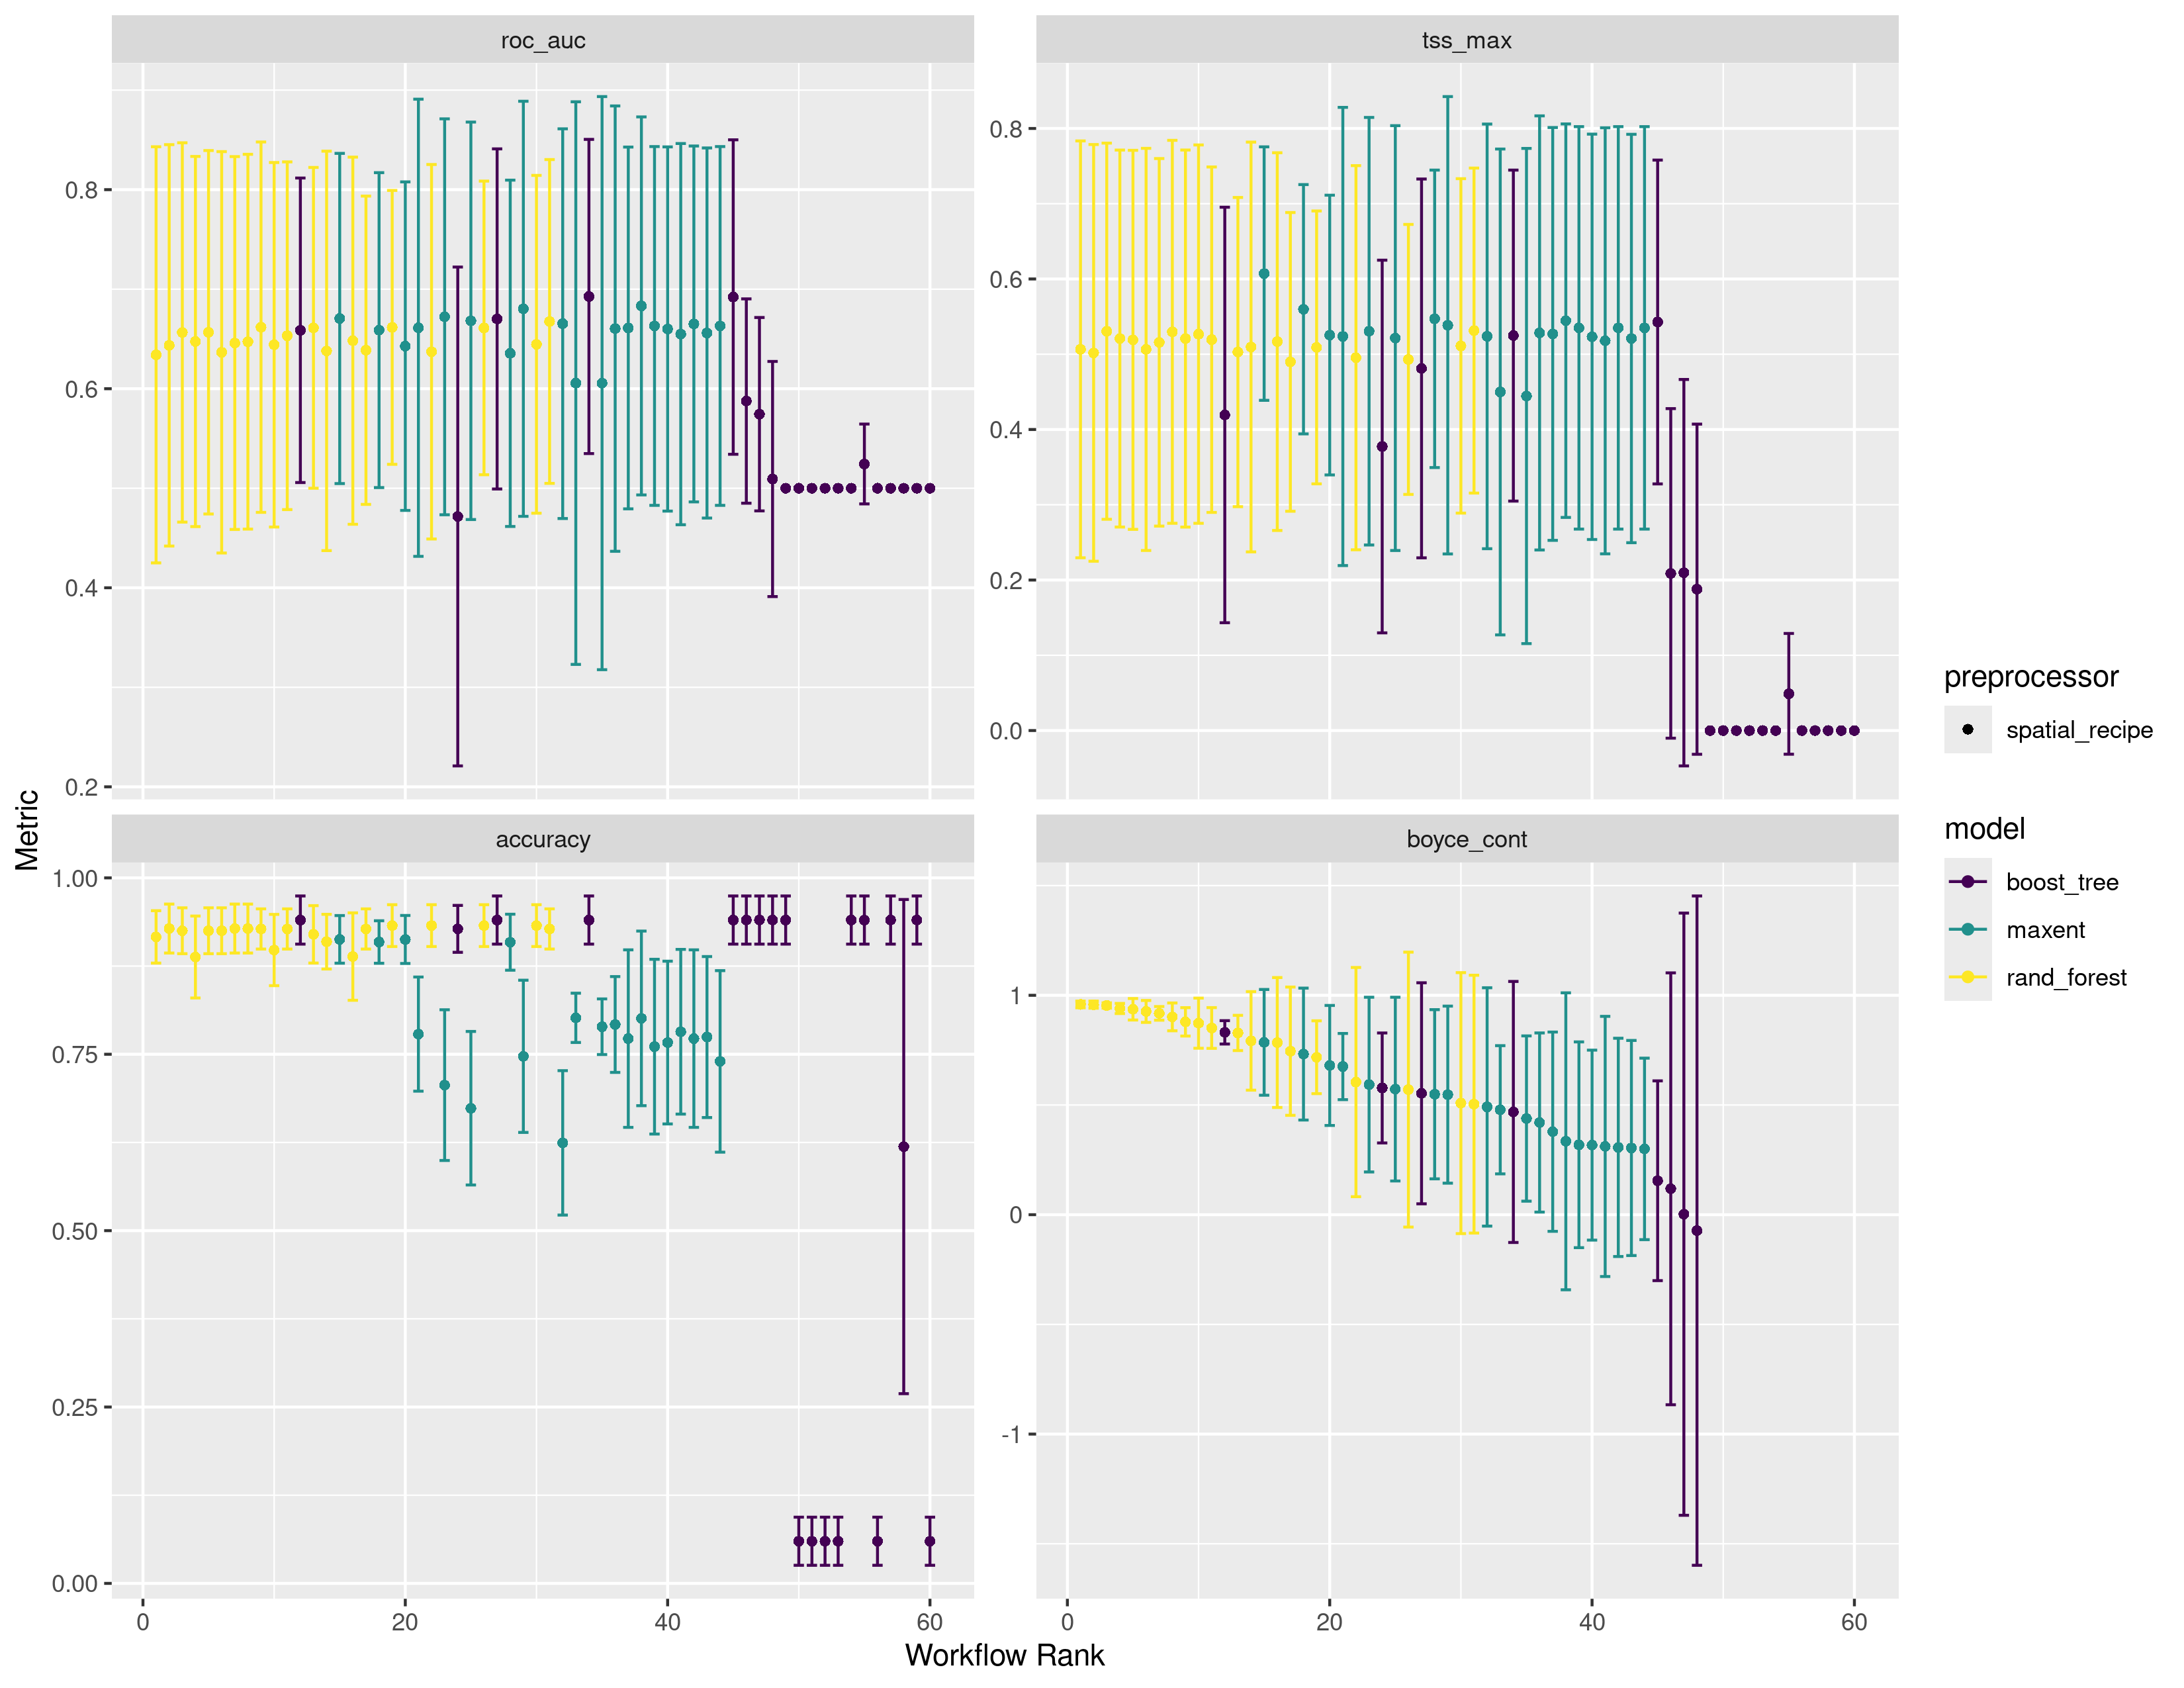 roc_auc
tss_max
0.8
0.6
0.4
0.2
0.8
0.6
0.4
0.2
0.0
accuracy
boyce_cont
1.00
0.75
0.50
0.25
0.00
1
0
-1
0 20 40 60
0 20 40 60
Workflow Rank
Metric
preprocessor
spatial_recipe
model
boost_tree
maxent
rand_forest